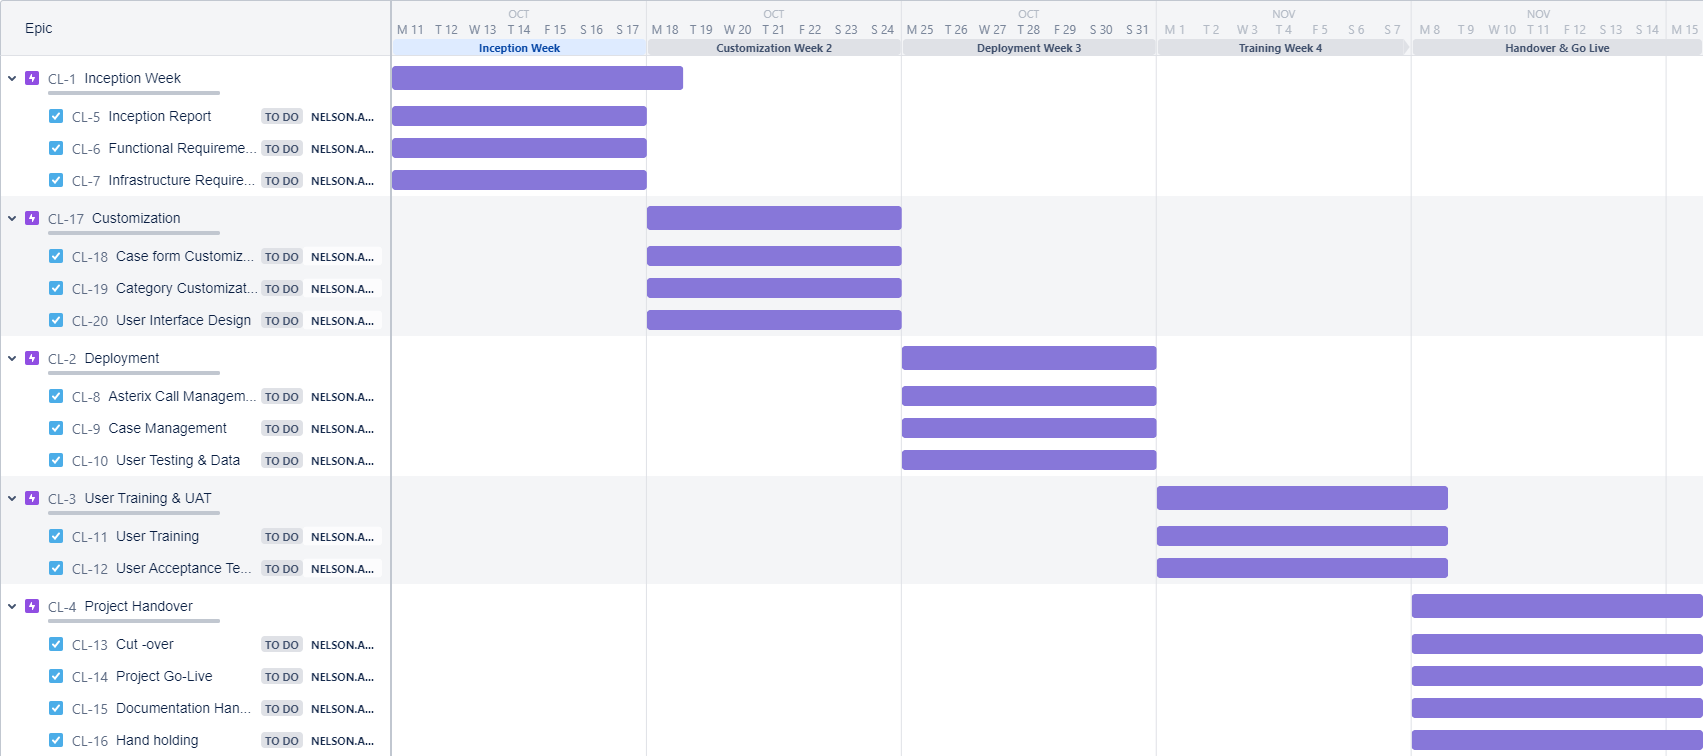 Epic
OCT OCT OCT NOV NOV
M 11 T 12 W 13 T 14 F 15 S 16 S 17 M 18 T 19 W 20 T 21 F 22 S 23 S 24 M 25 T 26 W 27 T 28 F 29 S 30 S 31 M 1 T 2 W 3 T 4 F 5 S 6 S 7 M 8 T 9 W 10 T 11 F 12 S 13 S 14 M 15
Inception Week Customization Week 2 Deployment Week 3 Training Week 4 Handover & Go Live
CL-1 Inception Week
CL-5 Inception Report TO DO NELSON.A...
CL-6 Functional Requireme... TO DO NELSON.A...
CL-7 Infrastructure Require... TO DO NELSON.A...
CL-17 Customization
CL-18 Case form Customiz... TO DO NELSON.A...
CL-19 Category Customizat... TO DO NELSON.A...
CL-20 User Interface Design TO DO NELSON.A...
CL-2 Deployment
CL-8 Asterix Call Managem... TO DO NELSON.A...
CL-9 Case Management TO DO NELSON.A...
CL-10 User Testing & Data TO DO NELSON.A...
CL-3 User Training & UAT
CL-11 User Training TO DO NELSON.A...
CL-12 User Acceptance Te... TO DO NELSON.A...
CL-4 Project Handover
CL-13 Cut -over TO DO NELSON.A...
CL-14 Project Go-Live TO DO NELSON.A...
CL-15 Documentation Han... TO DO NELSON.A...
CL-16 Hand holding TO DO NELSON.A...